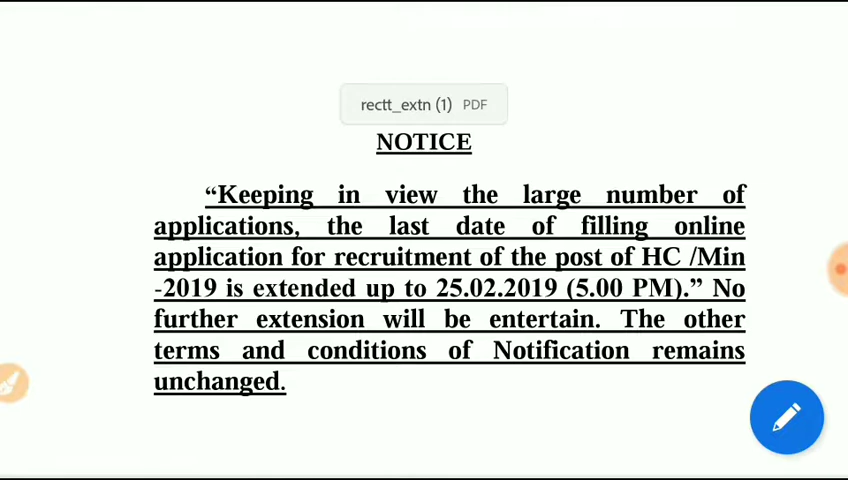 rectt_extn (1) PDF
NOTICE
“Keeping in view the large number of
applications, the last date of filling online
application for recruitment of the post of HC /Min
-2019 is extended up to 25.02.2019 (5.00 PM).” No
further extension will be entertain. The other
terms and conditions of Notification remains
unchanged.